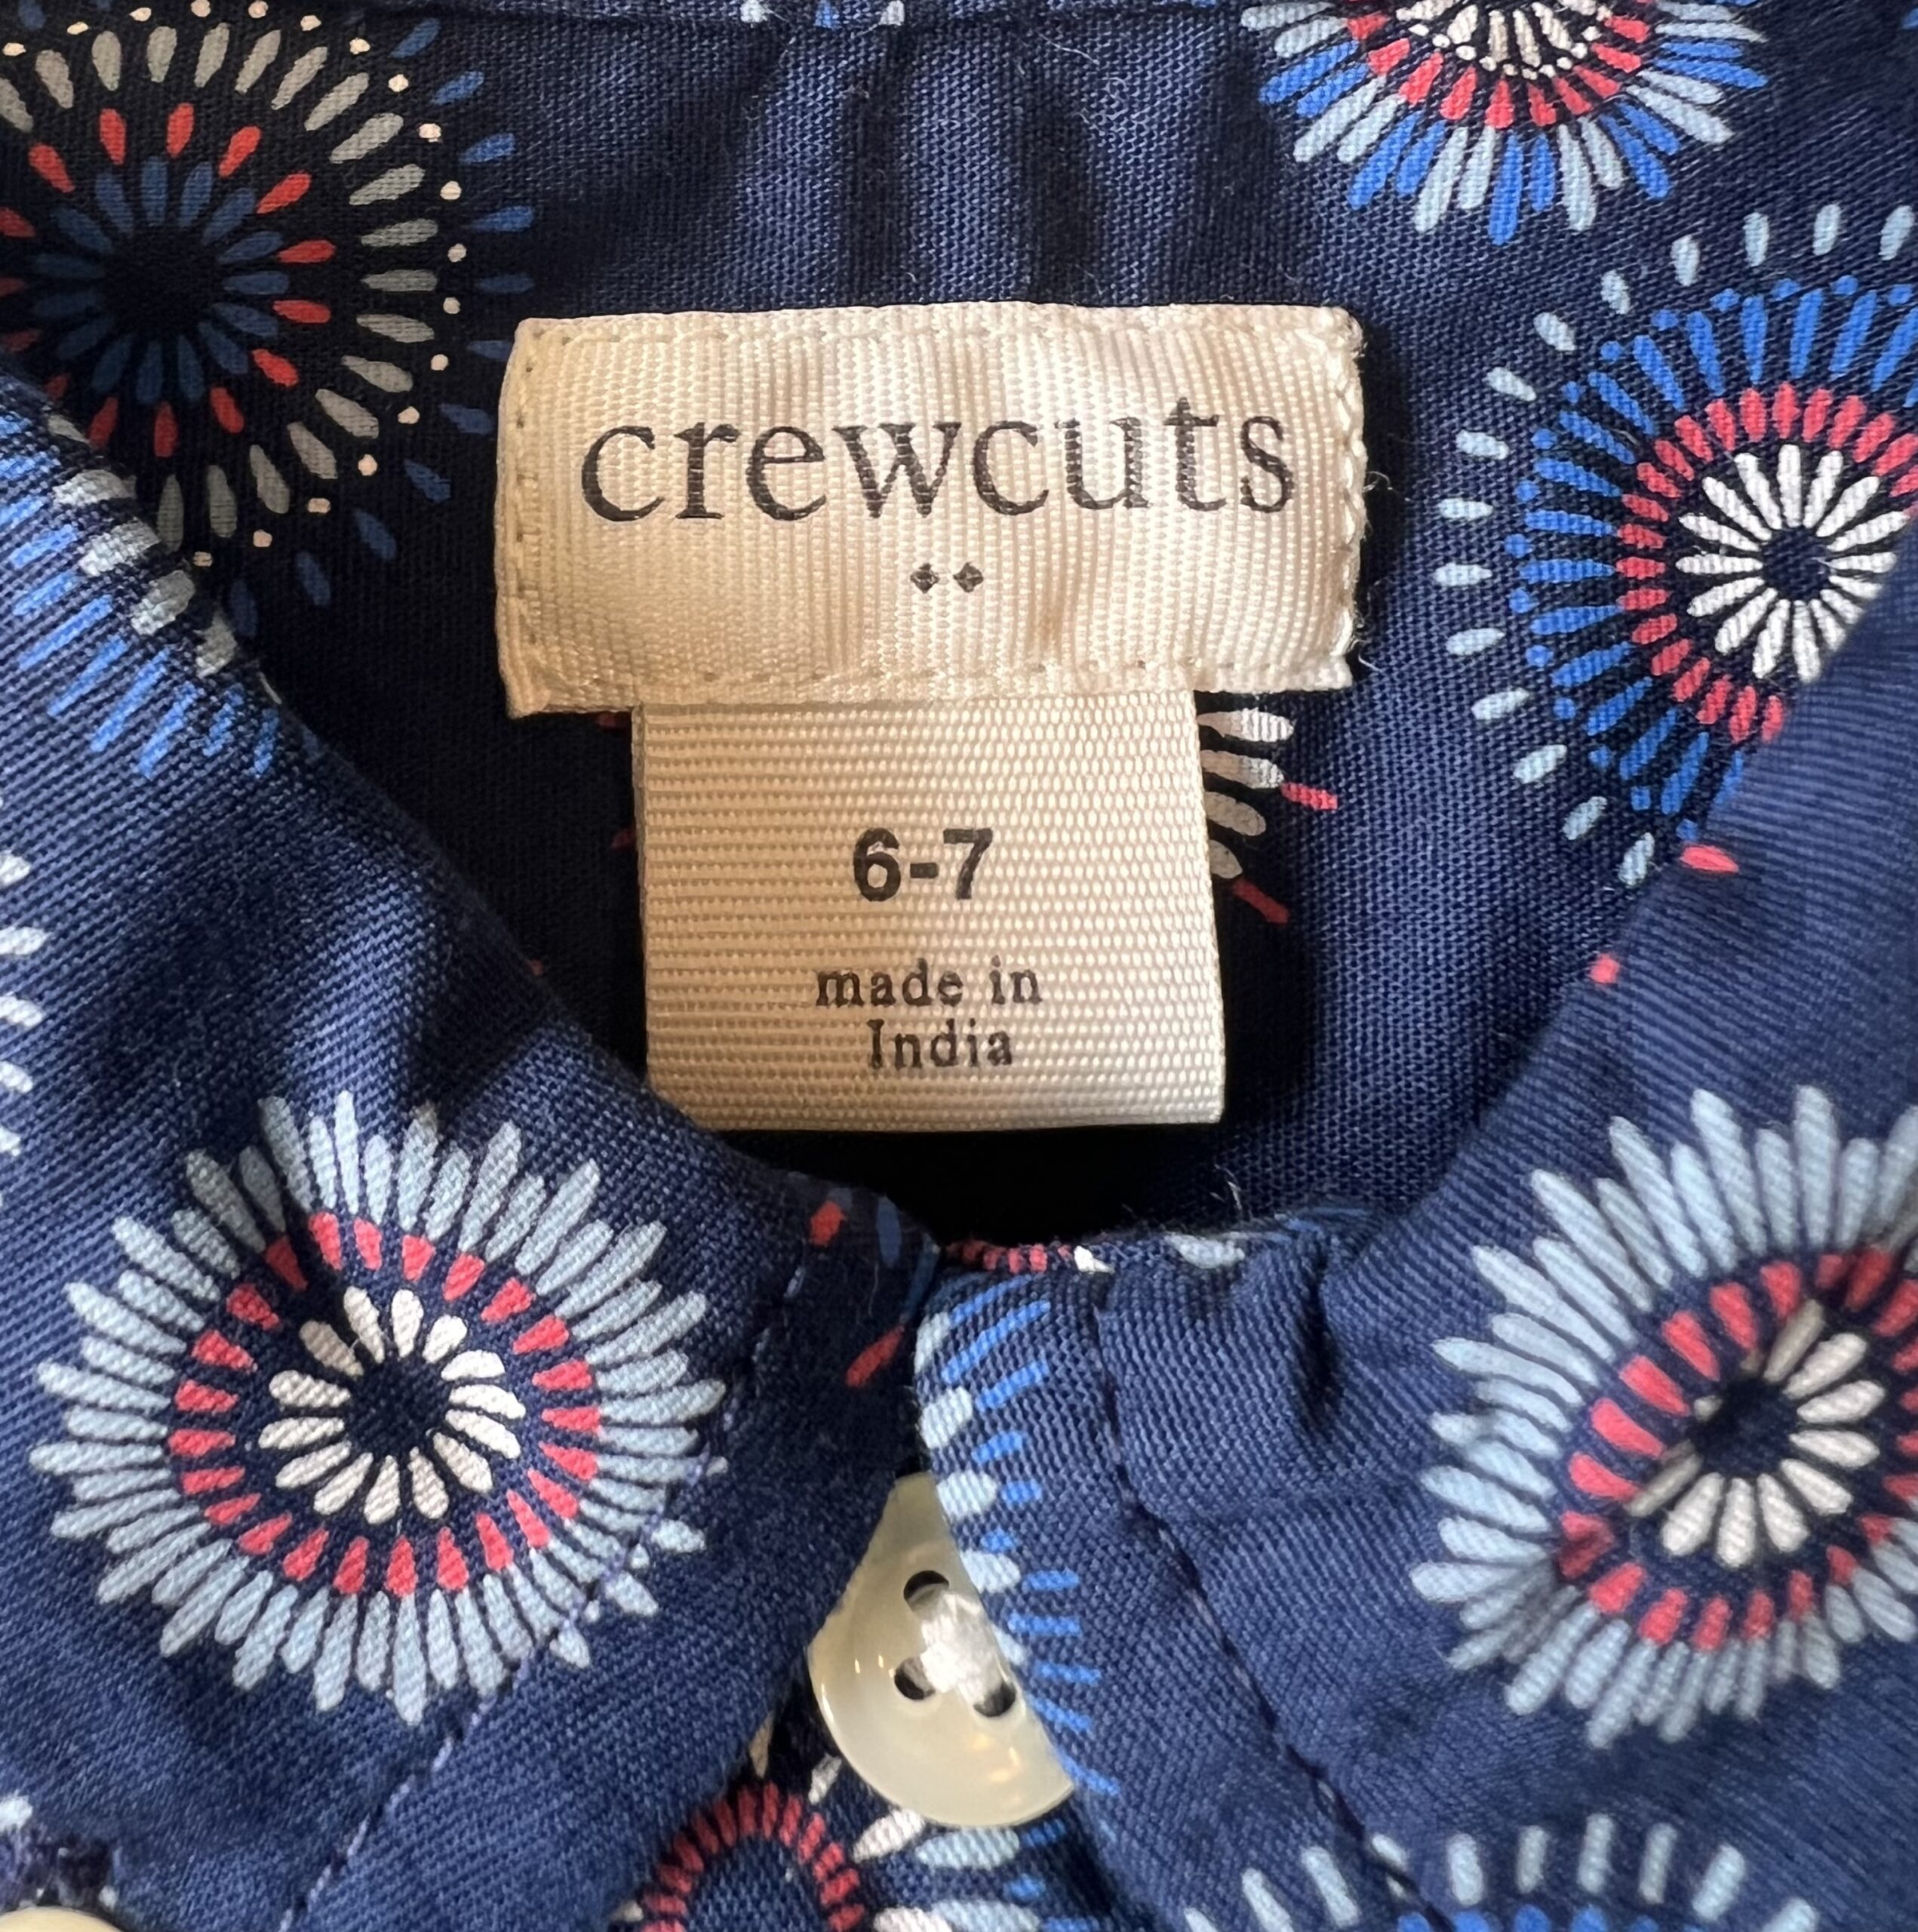 crewcuts
6-7
made in
India